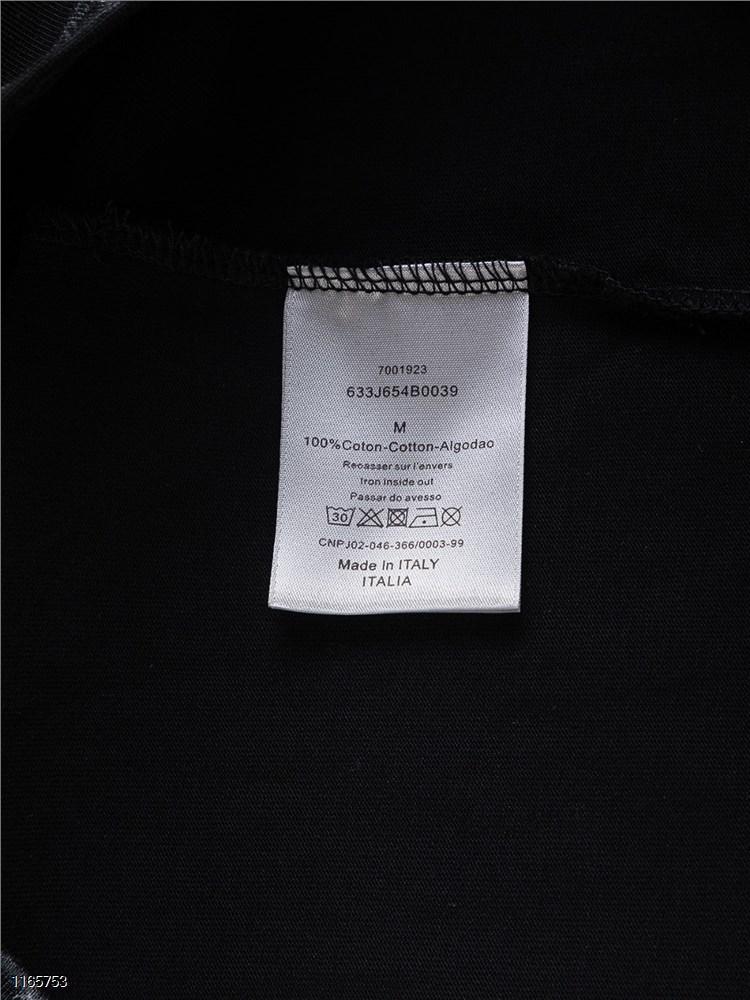 7001923
633J654B0039
M
100%Coton-Cotton-Algodao
Recasser sur l'envers
Iron Inside out
Passar do avesso
30
CNPJ02-046-366/0003-99
Made In ITALY
ITALIA
1165753